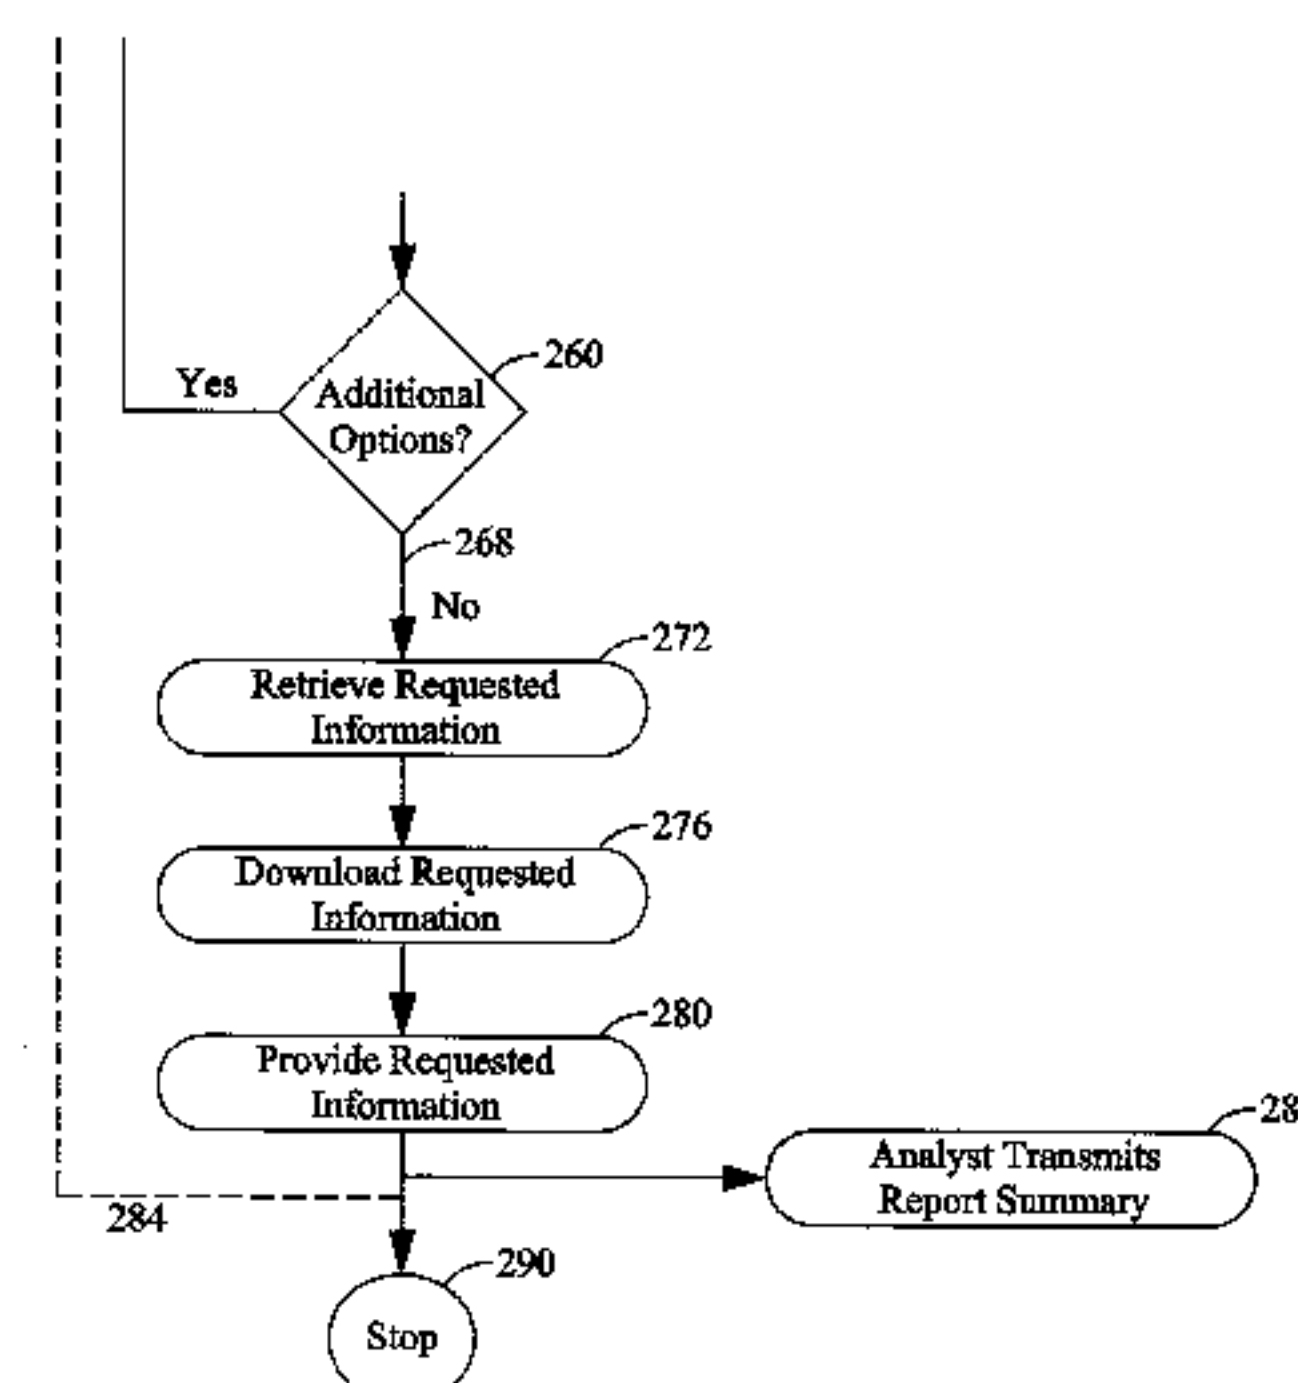 260
Yes
Additional
Options?
268
No
272
Retrieve Requested
Information
276
Download Requested
Information
280
Provide Requested
Information
28
Analyst Transmits
Report Summary
284
290
Stop